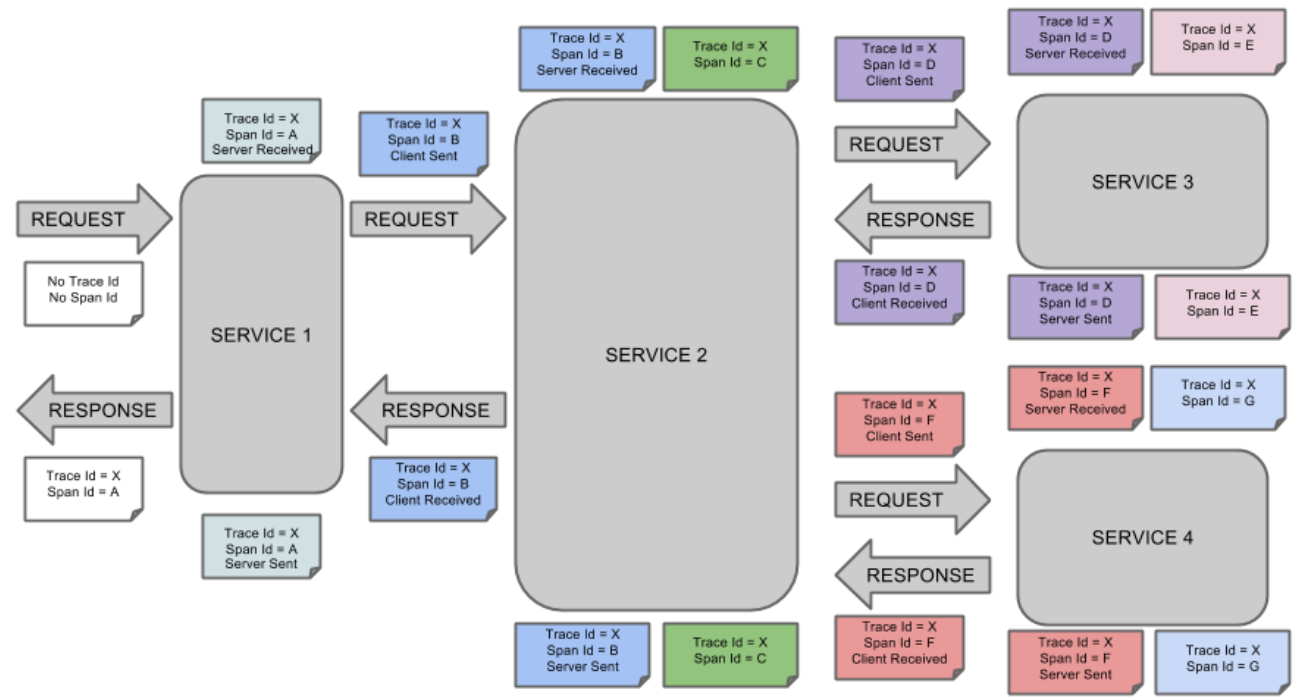 Trace Id = X
Span Id = A
Server Received
REQUEST
No Trace Id
No Span Id
SERVICE 1
RESPONSE
Trace Id = X
Span Id = A
Trace Id = X
Span Id = A
Server Sent
Trace Id = X
Span Id = B
Client Sent
REQUEST
RESPONSE
Trace Id = X
Span Id = B
Client Received
Trace Id = X
Span Id = B
Server Received
Trace Id = X
Span Id = C
SERVICE 2
Trace Id = X
Span Id = B
Server Sent
Trace Id = X
Span Id = C
Trace Id = X
Span Id = D
Client Sent
REQUEST
RESPONSE
Trace Id = X
Span Id = D
Client Received
Trace Id = X
Span Id = D
Server Received
Trace Id = X
Span Id = E
SERVICE 3
Trace Id = X
Span Id = D
Server Sent
Trace Id = X
Span Id = E
Trace Id = X
Span Id = F
Client Sent
REQUEST
RESPONSE
Trace Id = X
Span Id = F
Client Received
Trace Id = X
Span Id = F
Server Received
Trace Id = X
Span Id = G
SERVICE 4
Trace Id = X
Span Id = F
Server Sent
Trace Id = X
Span Id = G